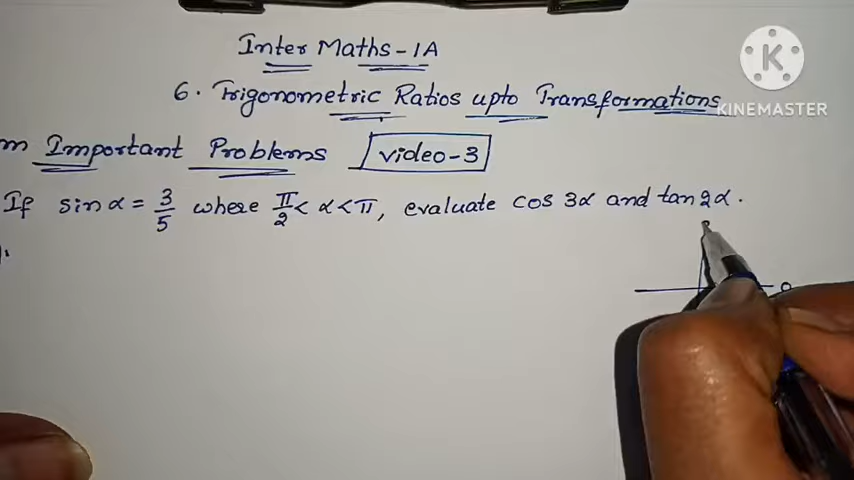 Inter Maths-1A
6. Trigonometric Ratios upto Transformations
K
KINEMASTER
Important Problems video-3
If sin α = 3/5 where π/2 < α < π, evaluate cos 3α and tan 2α.
0